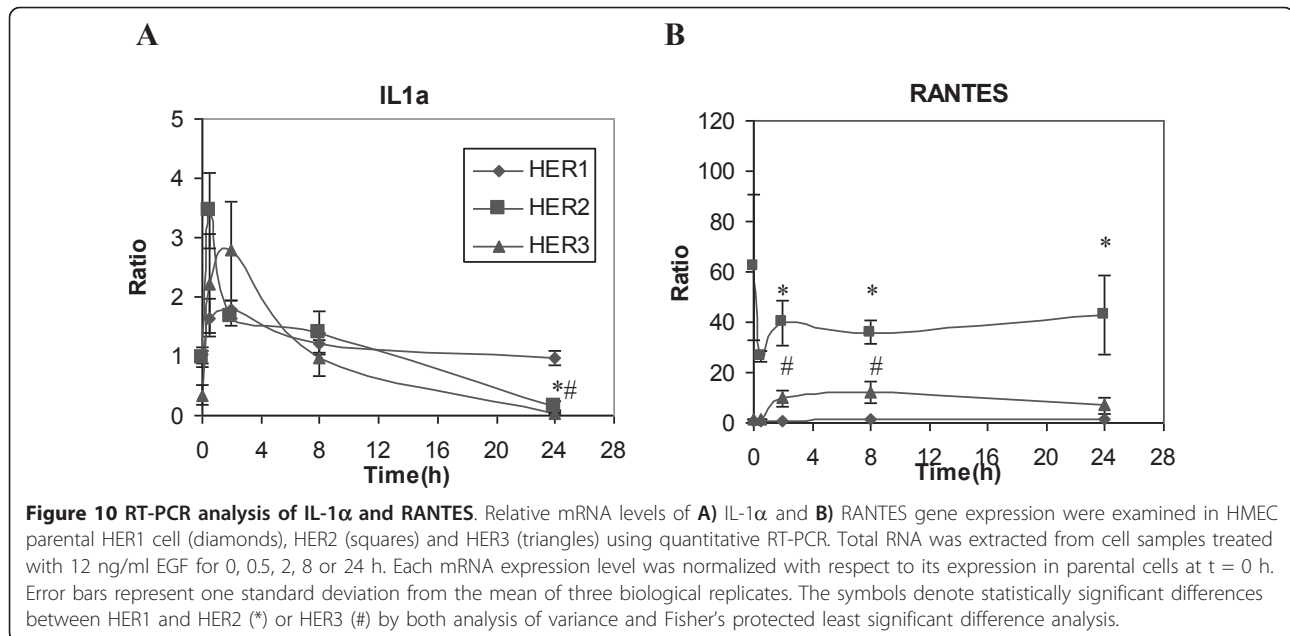 A
B
IL1a
RANTES
5
4
3
2
1
0
Ratio
HER1
HER2
HER3
*#
0 4 8 12 16 20 24 28
Time(h)
120
100
80
60
40
20
0
Ratio
* * *
# #
0 4 8 12 16 20 24 28
Time(h)
Figure 10 RT-PCR analysis of IL-1α and RANTES. Relative mRNA levels of A) IL-1α and B) RANTES gene expression were examined in HMEC
parental HER1 cell (diamonds), HER2 (squares) and HER3 (triangles) using quantitative RT-PCR. Total RNA was extracted from cell samples treated
with 12 ng/ml EGF for 0, 0.5, 2, 8 or 24 h. Each mRNA expression level was normalized with respect to its expression in parental cells at t = 0 h.
Error bars represent one standard deviation from the mean of three biological replicates. The symbols denote statistically significant differences
between HER1 and HER2 (*) or HER3 (#) by both analysis of variance and Fisher's protected least significant difference analysis.